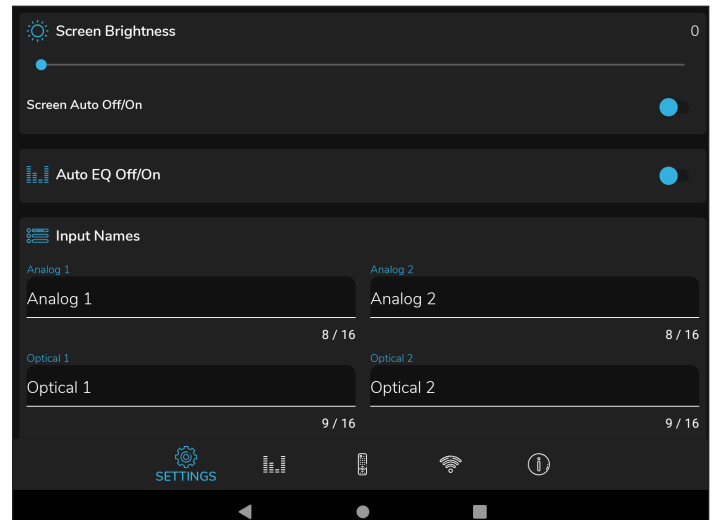 Screen Brightness 0
Screen Auto Off/On
Auto EQ Off/On
Input Names
Analog 1 Analog 2
Analog 1 Analog 2
8 / 16 8 / 16
Optical 1 Optical 2
Optical 1 Optical 2
9 / 16 9 / 16
SETTINGS